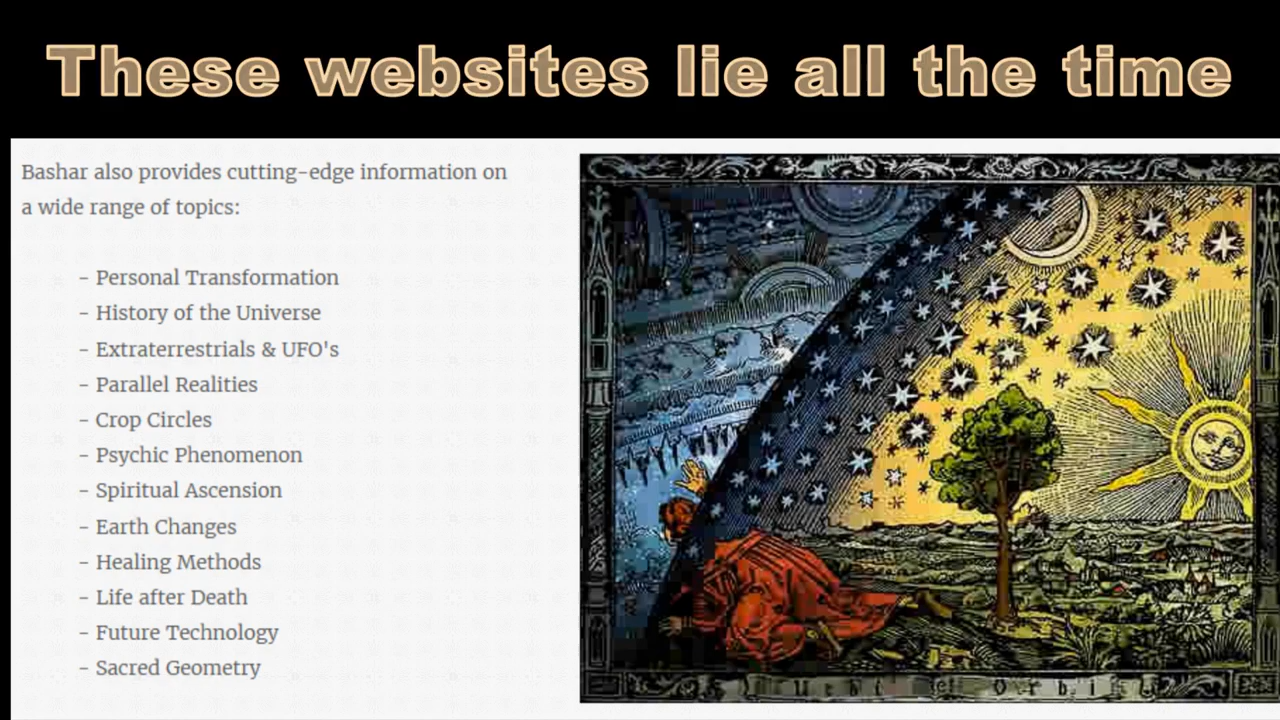 These websites lie all the time
Bashar also provides cutting-edge information on
a wide range of topics:
- Personal Transformation
- History of the Universe
- Extraterrestrials & UFO's
- Parallel Realities
- Crop Circles
- Psychic Phenomenon
- Spiritual Ascension
- Earth Changes
- Healing Methods
- Life after Death
- Future Technology
- Sacred Geometry